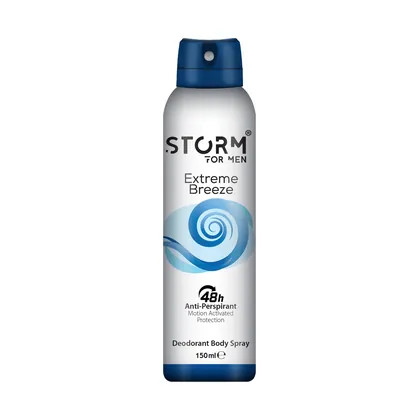 STORM®
FOR MEN
Extreme
Breeze
48h
Anti-Perspirant
Motion Activated
Protection
Deodorant Body Spray
150ml℮